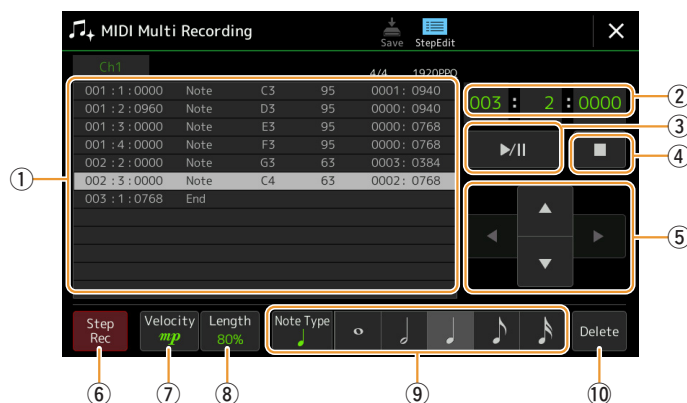 MIDI Multi Recording
Save StepEdit
Ch1 4/4 1920PPQ
001 :1:0000 Note C3 95 0001: 0940
001 : 2:0960 Note D3 95 0000: 0940
001 : 3:0000 Note E3 95 0000: 0768
001 : 4:0000 Note F3 95 0000: 0768
002 : 2:0000 Note G3 63 0003: 0384
002 : 3:0000 Note C4 63 0002: 0768
003 :1:0768 End
003 : 2 : 0000
①
②
③
④
⑤
Step Rec
Velocity mp
Length 80%
Note Type
Delete
⑥ ⑦ ⑧ ⑨ ⑩